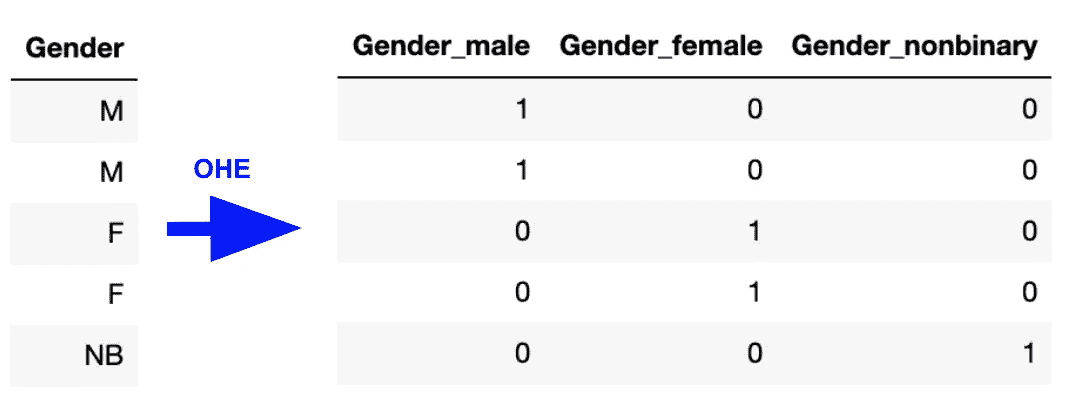 Gender Gender_male Gender_female Gender_nonbinary
M 1 0 0
M 1 0 0
OHE
F 0 1 0
F 0 1 0
NB 0 0 1